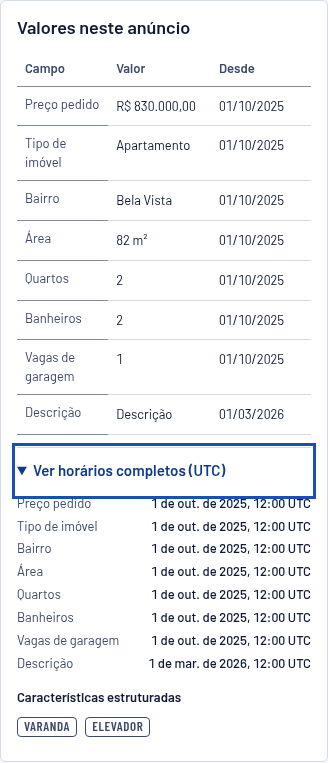 Valores neste anúncio
Campo Valor Desde
Preço pedido R$ 830.000,00 01/10/2025
Tipo de imóvel Apartamento 01/10/2025
Bairro Bela Vista 01/10/2025
Área 82 m² 01/10/2025
Quartos 2 01/10/2025
Banheiros 2 01/10/2025
Vagas de garagem 1 01/10/2025
Descrição Descrição 01/03/2026
▼ Ver horários completos (UTC)
Preço pedido 1 de out. de 2025, 12:00 UTC
Tipo de imóvel 1 de out. de 2025, 12:00 UTC
Bairro 1 de out. de 2025, 12:00 UTC
Área 1 de out. de 2025, 12:00 UTC
Quartos 1 de out. de 2025, 12:00 UTC
Banheiros 1 de out. de 2025, 12:00 UTC
Vagas de garagem 1 de out. de 2025, 12:00 UTC
Descrição 1 de mar. de 2026, 12:00 UTC
Características estruturadas
VARANDA ELEVADOR